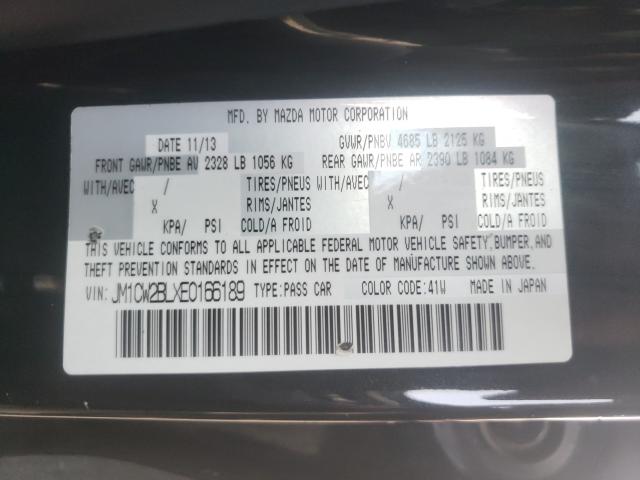 MFD. BY MAZDA MOTOR CORPORATION
DATE 11/13 GVWR/PNBV 4685 LB 2125 KG
FRONT GAWR/PNBE AV 2328 LB 1056 KG REAR GAWR/PNBE AR 2390 LB 1084 KG
WITH/AVEC / TIRES/PNEUS WITH/AVEC / TIRES/PNEUS
X RIMS/JANTES X RIMS/JANTES
KPA/ PSI COLD/A FROID KPA/ PSI COLD/A FROID
THIS VEHICLE CONFORMS TO ALL APPLICABLE FEDERAL MOTOR VEHICLE SAFETY, BUMPER, AND
THEFT PREVENTION STANDARDS IN EFFECT ON THE DATE OF MANUFACTURE SHOWN ABOVE.
VIN: JM1CW2BLXE0166189 TYPE: PASS CAR COLOR CODE: 41W MADE IN JAPAN